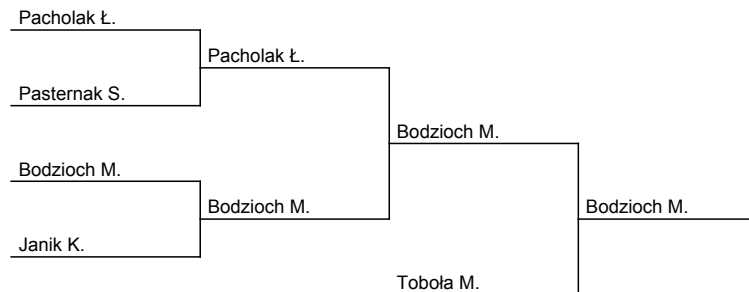 Pacholak Ł.
Pacholak Ł.
Pasternak S.
Bodzioch M.
Bodzioch M.
Bodzioch M.
Bodzioch M.
Janik K.
Toboła M.